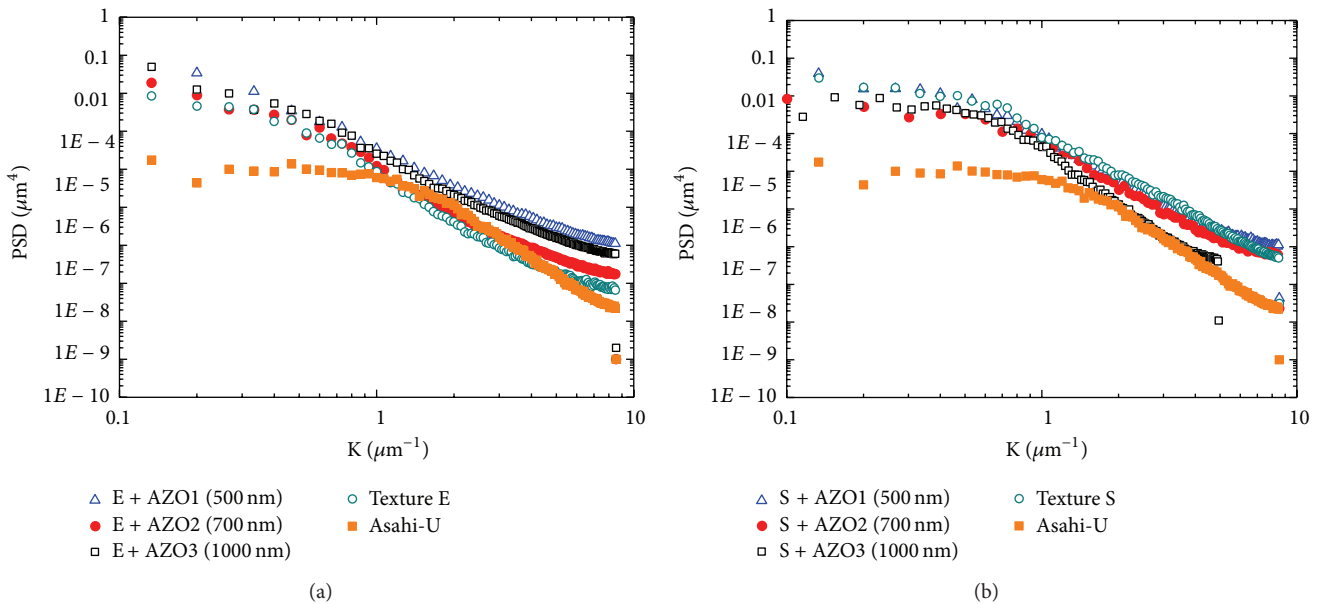 1
0.1
0.01
1E − 4
1E − 5
1E − 6
1E − 7
1E − 8
1E − 9
1E − 10
PSD (μm⁴)
0.1 1 10
K (μm⁻¹)
E + AZO1 (500 nm)
E + AZO2 (700 nm)
E + AZO3 (1000 nm)
Texture E
Asahi-U
(a)
1
0.1
0.01
1E − 4
1E − 5
1E − 6
1E − 7
1E − 8
1E − 9
1E − 10
PSD (μm⁴)
0.1 1 10
K (μm⁻¹)
S + AZO1 (500 nm)
S + AZO2 (700 nm)
S + AZO3 (1000 nm)
Texture S
Asahi-U
(b)